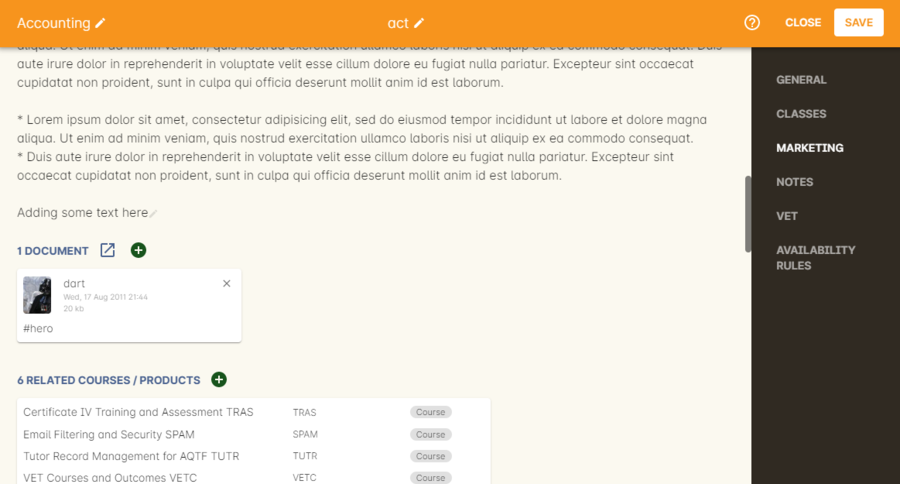 Accounting
act
CLOSE
SAVE
aliqua. Ut enim ad minim veniam, quis nostrud exercitation ullamco laboris nisi ut aliquip ex ea commodo consequat. Duis
aute irure dolor in reprehenderit in voluptate velit esse cillum dolore eu fugiat nulla pariatur. Excepteur sint occaecat
cupidatat non proident, sunt in culpa qui officia deserunt mollit anim id est laborum.
* Lorem ipsum dolor sit amet, consectetur adipisicing elit, sed do eiusmod tempor incididunt ut labore et dolore magna
aliqua. Ut enim ad minim veniam, quis nostrud exercitation ullamco laboris nisi ut aliquip ex ea commodo consequat.
* Duis aute irure dolor in reprehenderit in voluptate velit esse cillum dolore eu fugiat nulla pariatur. Excepteur sint
occaecat cupidatat non proident, sunt in culpa qui officia deserunt mollit anim id est laborum.
Adding some text here
1 DOCUMENT
dart
Wed, 17 Aug 2011 21:44
20 kb
#hero
6 RELATED COURSES / PRODUCTS
Certificate IV Training and Assessment TRAS TRAS Course
Email Filtering and Security SPAM SPAM Course
Tutor Record Management for AQTF TUTR TUTR Course
VET Courses and Outcomes VETC VETC Course
GENERAL
CLASSES
MARKETING
NOTES
VET
AVAILABILITY
RULES